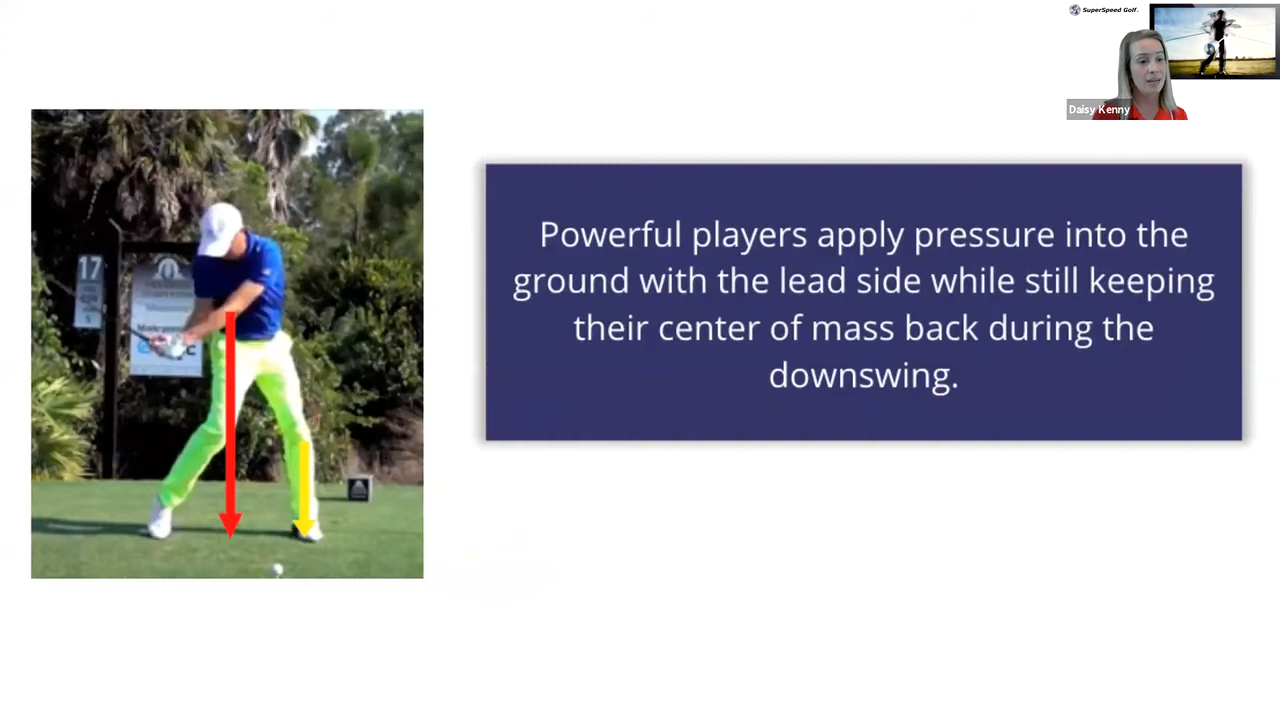 SuperSpeed Golf.
Daisy Kenny
Powerful players apply pressure into the
ground with the lead side while still keeping
their center of mass back during the
downswing.
17